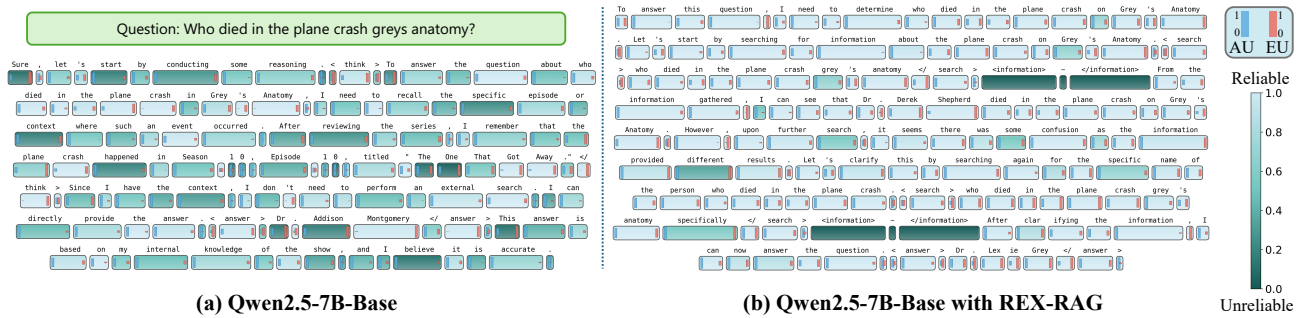 Question: Who died in the plane crash greys anatomy?
Sure , let 's start by conducting some reasoning , < think > To answer the question about who
died in the plane crash in Grey 's Anatomy , I need to recall the specific episode or
context where such an event occurred . After reviewing the series , I remember that the
plane crash happened in Season 1 0 , Episode 1 0 , titled " The One That Got Away ." </
think > Since I have the context , I don 't need to perform an external search . I can
directly provide the answer . < answer > Dr . Addison Montgomery </ answer > This answer is
based on my internal knowledge of the show , and I believe it is accurate .
(a) Qwen2.5-7B-Base
To answer this question , I need to determine who died in the plane crash on Grey 's Anatomy
. Let 's start by searching for information about the plane crash on Grey 's Anatomy . < search
> who died in the plane crash grey 's anatomy </ search > <information> – </information> From the
information gathered , I can see that Dr . Derek Shepherd died in the plane crash on Grey 's
Anatomy . However , upon further search , it seems there was some confusion as the information
provided different results . Let 's clarify this by searching again for the specific name of
the person who died in the plane crash . < search > who died in the plane crash grey 's
anatomy specifically </ search > <information> – </information> After clar ifying the information , I
can now answer the question . < answer > Dr . Lex ie Grey </ answer >
(b) Qwen2.5-7B-Base with REX-RAG
1 1
0 0
AU EU
Reliable
1.0
0.8
0.6
0.4
0.2
0.0
Unreliable